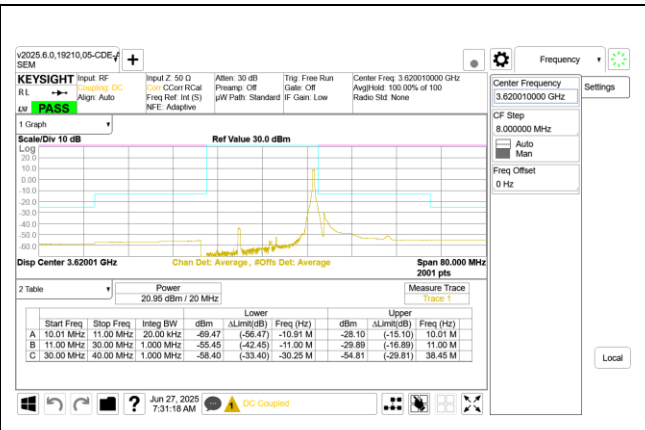 v2025.6.0,19210,05-CDE-
SEM
Frequency
KEYSIGHT Input: RF
Coupling: DC
Align: Auto
RL
LW PASS
Input Z: 50 Ω
Corr CCorr RCal
Freq Ref: Int (S)
NFE: Adaptive
Atten: 30 dB
Preamp: Off
µW Path: Standard
Trig: Free Run
Gate: Off
IF Gain: Low
Center Freq: 3.620010000 GHz
Avg|Hold: 100.00% of 100
Radio Std: None
Center Frequency
3.620010000 GHz
Settings
CF Step
8.000000 MHz
Auto
Man
Freq Offset
0 Hz
1 Graph
Scale/Div 10 dB Ref Value 30.0 dBm
Log
20.0
10.0
0.00
-10.0
-20.0
-30.0
-40.0
-50.0
-60.0
Disp Center 3.62001 GHz Chan Det: Average, #Offs Det: Average Span 80.000 MHz
2001 pts
2 Table
Power
20.95 dBm / 20 MHz
Measure Trace
Trace 1
Lower Upper
Start Freq Stop Freq Integ BW dBm ΔLimit(dB) Freq (Hz) dBm ΔLimit(dB) Freq (Hz)
A 10.01 MHz 11.00 MHz 20.00 kHz -69.47 (-56.47) -10.91 M -28.10 (-15.10) 10.01 M
B 11.00 MHz 30.00 MHz 1.000 MHz -55.45 (-42.45) -11.00 M -29.89 (-16.89) 11.00 M
C 30.00 MHz 40.00 MHz 1.000 MHz -58.40 (-33.40) -30.25 M -54.81 (-29.81) 38.45 M
Local
? Jun 27, 2025
7:31:18 AM
1 DC Coupled